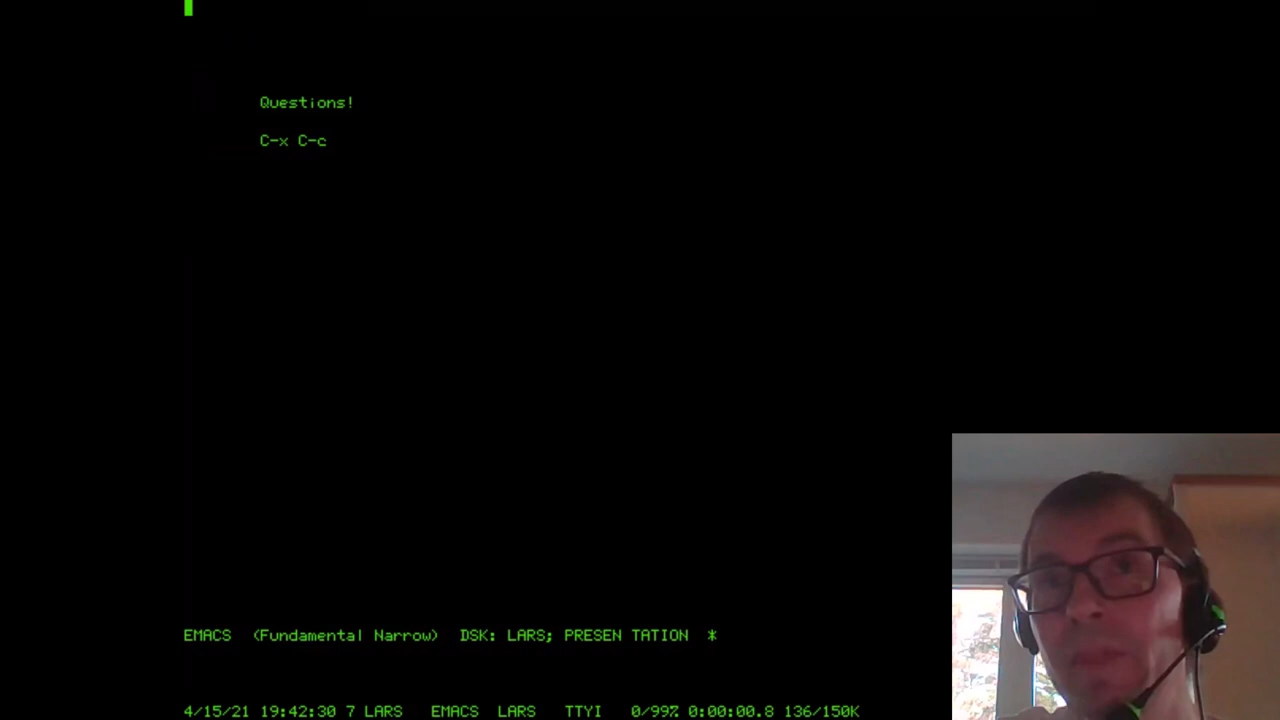 Questions!
C-x C-c
EMACS (Fundamental Narrow) DSK: LARS; PRESEN TATION *
4/15/21 19:42:30 7 LARS EMACS LARS TTYI 0/99% 0:00:00.8 136/150K